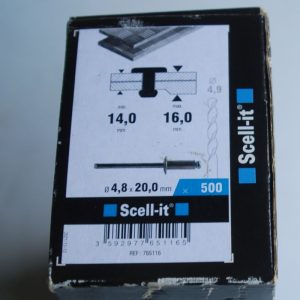 Ø
4,9
min
max
14,0
16,0
mm
mm
Ø 4,8 x 20,0 mm
x 500
Scell-it®
3 592977 651165
REF 765116
Scell-it®